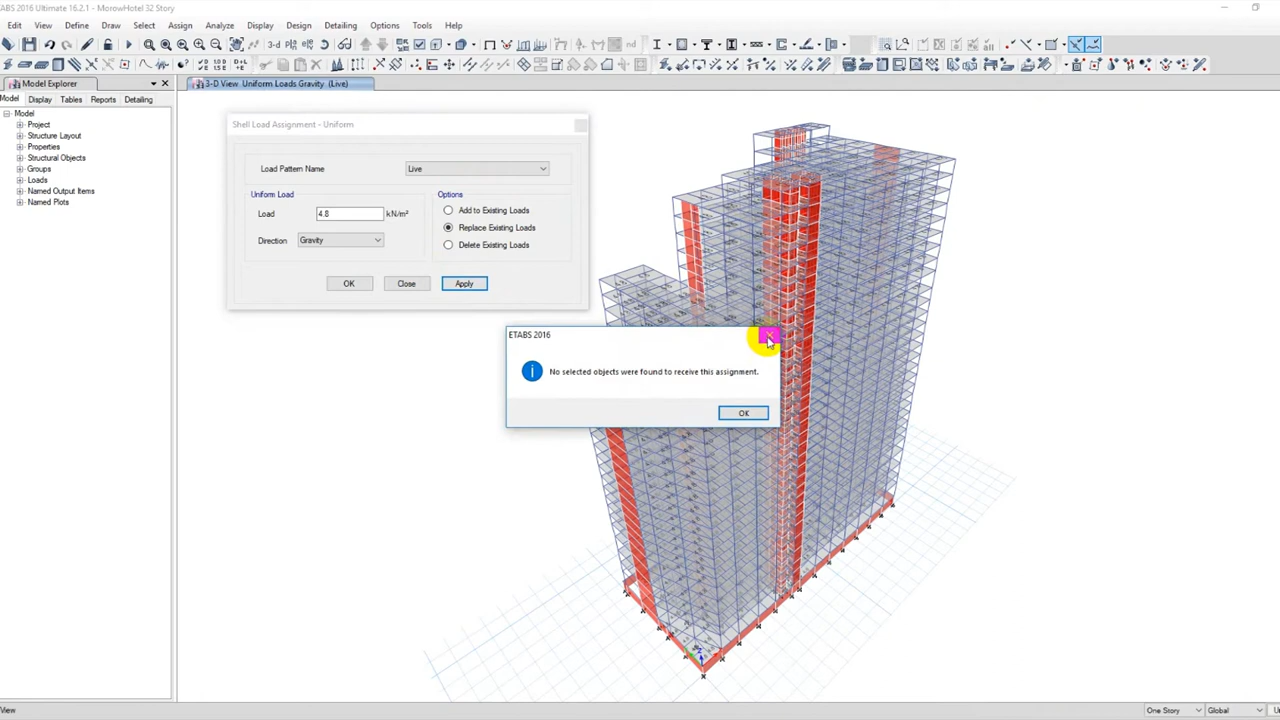 ETABS 2016 Ultimate 16.2.1 - MorowHotel 32 Story
Edit View Define Draw Select Assign Analyze Display Design Detailing Options Tools Help
3-d
nd
Model Explorer
3-D View Uniform Loads Gravity (Live)
Model Display Tables Reports Detailing
Model
Project
Structure Layout
Properties
Structural Objects
Groups
Loads
Named Output Items
Named Plots
Shell Load Assignment - Uniform
Load Pattern Name Live
Uniform Load Options
Load 4.8 kN/m² Add to Existing Loads
Replace Existing Loads
Direction Gravity Delete Existing Loads
OK Close Apply
ETABS 2016
No selected objects were found to receive this assignment.
OK
View One Story Global